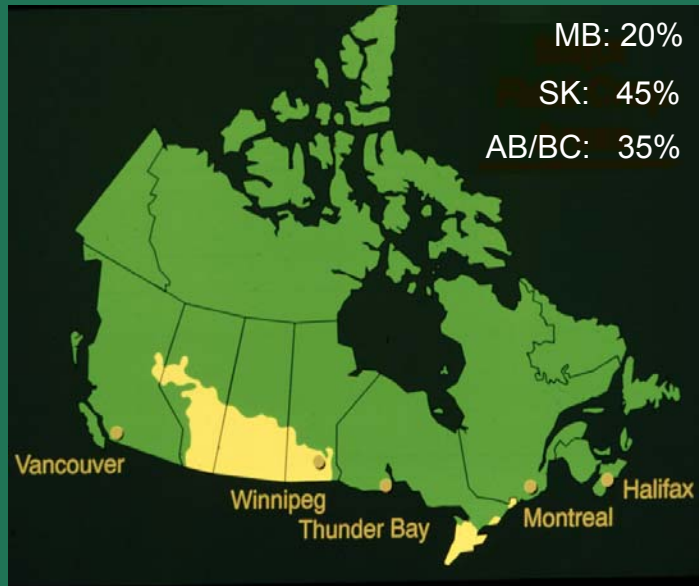 MB: 20%
SK: 45%
AB/BC: 35%
Vancouver
Winnipeg
Thunder Bay
Montreal
Halifax